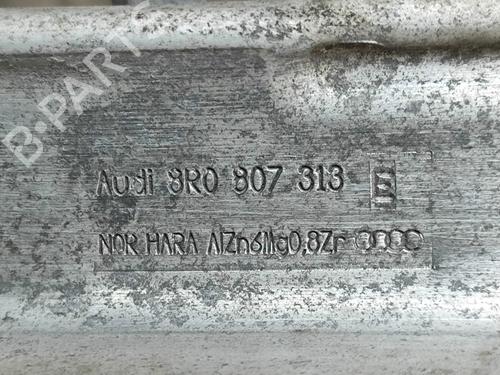 B-PARTS
Audi 8R0 807 313 E
NOR HARA AlZn6Mg0,8Zr